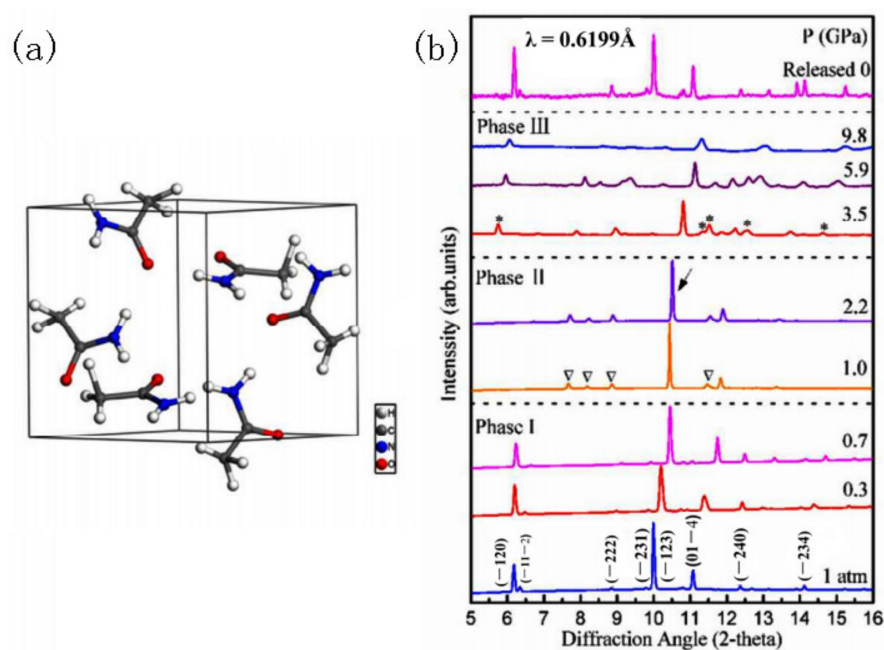 (a)
H
C
N
O
(b)
λ = 0.6199Å
P (GPa)
Released 0
Phase III
9.8
5.9
3.5
* * * * *
Phase II
2.2
1.0
Phase I
0.7
0.3
(−120)
(−11−2)
(−222)
(−231)
(−123)
(01−4)
(−240)
(−234)
1 atm
Intenssity (arb.units)
5 6 7 8 9 10 11 12 13 14 15 16
Diffraction Angle (2-theta)